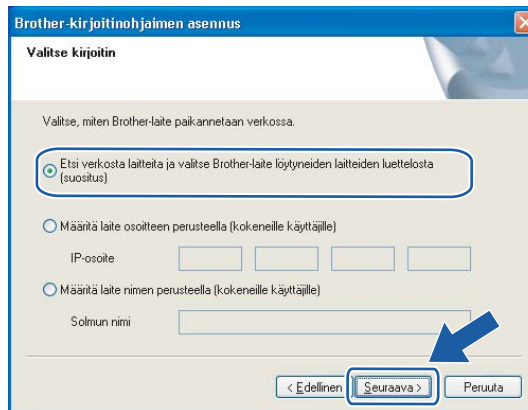 Brother-kirjoitinohjaimen asennus
Valitse kirjoitin
Valitse, miten Brother-laite paikannetaan verkossa.
Etsi verkosta laitteita ja valitse Brother-laite löytyneiden laitteiden luettelosta
(suositus)
Määritä laite osoitteen perusteella (kokeneille käyttäjille)
IP-osoite
Määritä laite nimen perusteella (kokeneille käyttäjille)
Solmun nimi
< Edellinen Seuraava > Peruuta